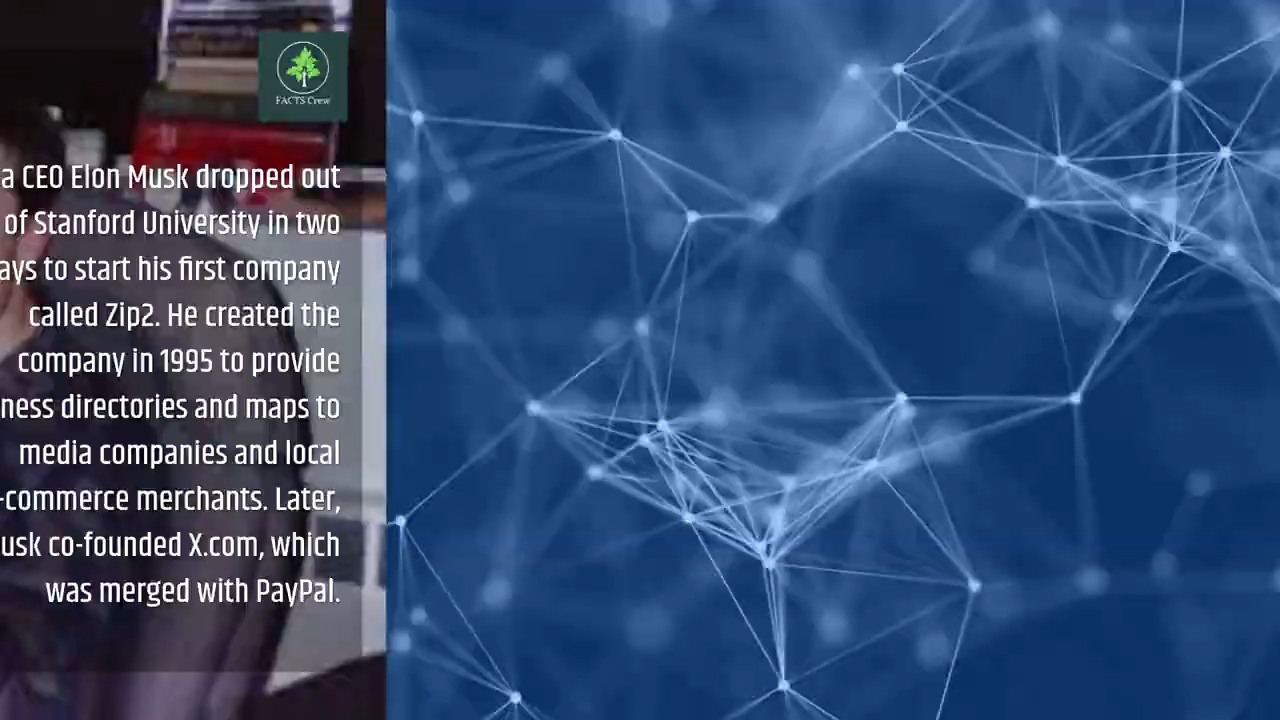 FACTS Crew
a CEO Elon Musk dropped out
of Stanford University in two
ays to start his first company
called Zip2. He created the
company in 1995 to provide
ness directories and maps to
media companies and local
-commerce merchants. Later,
usk co-founded X.com, which
was merged with PayPal.